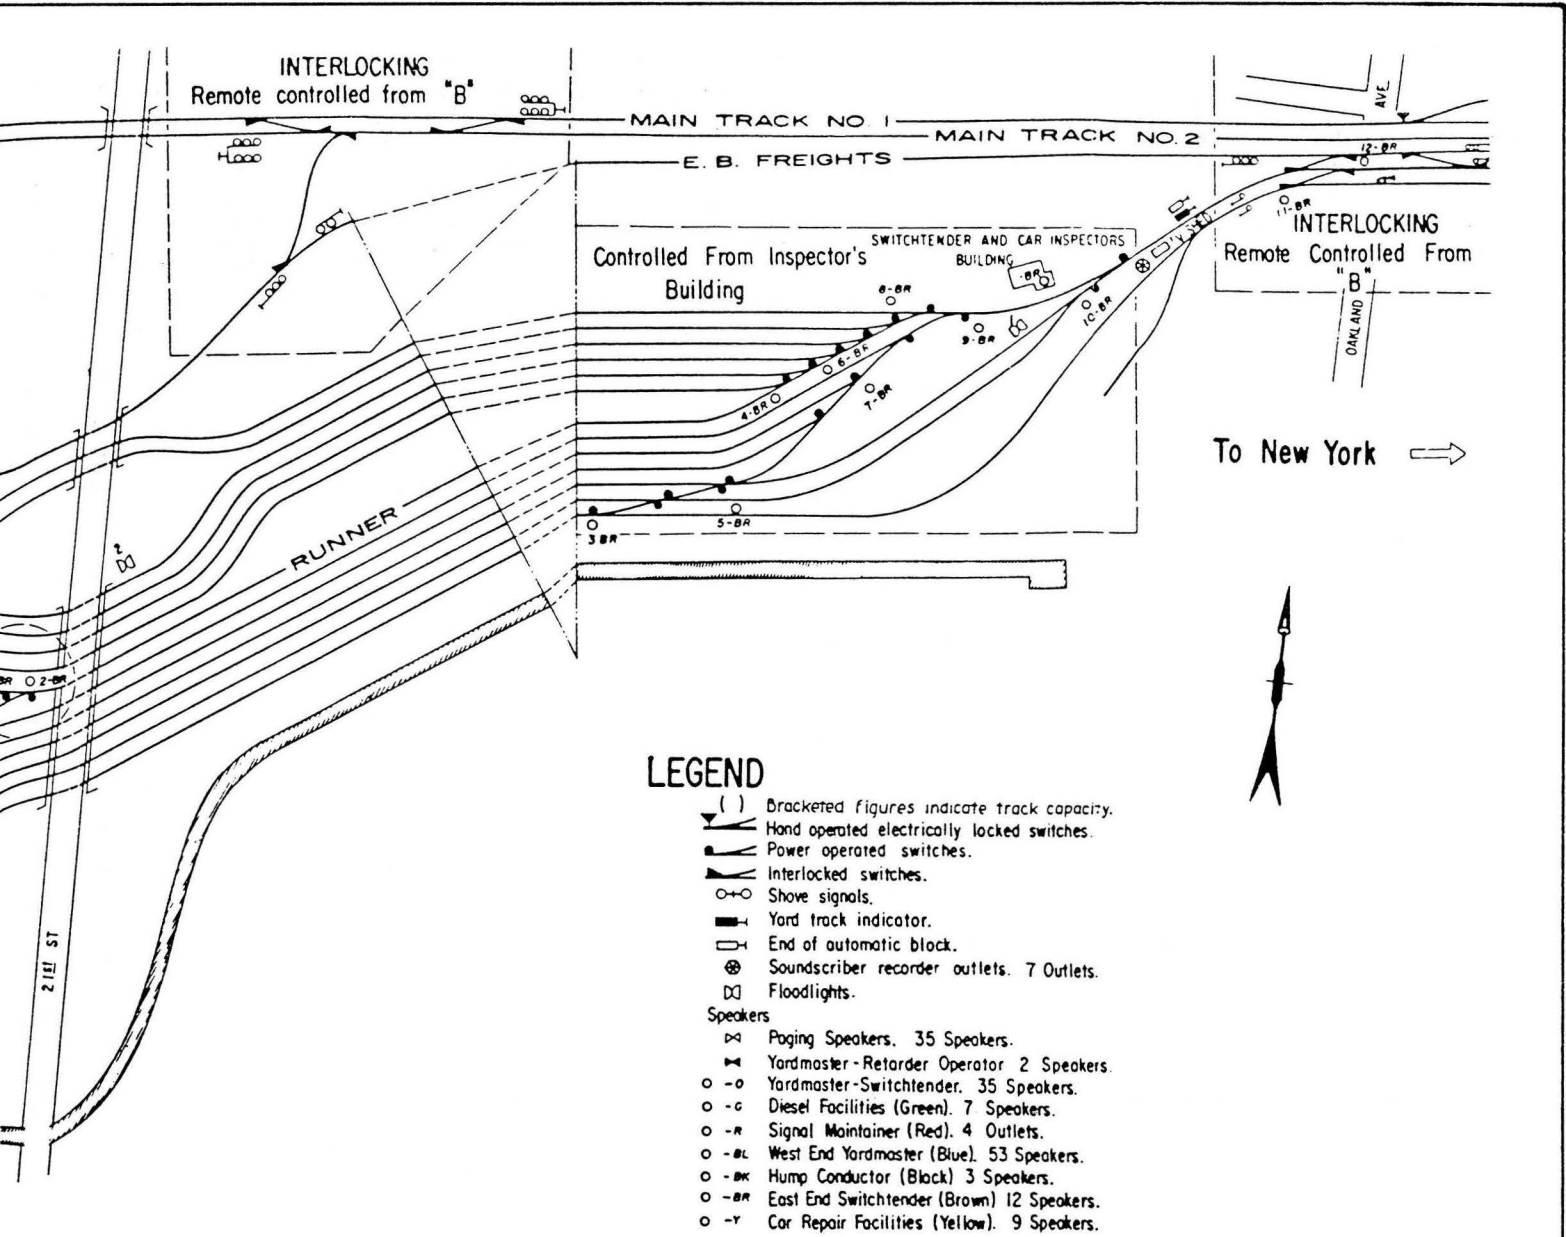 INTERLOCKING
Remote controlled from "B"
MAIN TRACK NO. 1
MAIN TRACK NO. 2
E. B. FREIGHTS
AVE.
12-BR
11-BR
INTERLOCKING
Remote Controlled From
"B"
OAKLAND
Controlled From Inspector's
Building
SWITCHTENDER AND CAR INSPECTORS
BUILDING
-BR
8-BR
10-BR
9-BR
1
6-BR
7-BR
4-BR
5-BR
3 BR
To New York
RUNNER
2
BR
2-BR
21st ST
LEGEND
( ) Bracketed figures indicate track capacity.
Hand operated electrically locked switches.
Power operated switches.
Interlocked switches.
Shove signals.
Yard track indicator.
End of automatic block.
Soundscriber recorder outlets. 7 Outlets.
Floodlights.
Speakers
Paging Speakers. 35 Speakers.
Yardmaster-Retarder Operator 2 Speakers.
-O Yardmaster-Switchtender. 35 Speakers.
-G Diesel Facilities (Green). 7 Speakers.
-R Signal Maintainer (Red). 4 Outlets.
-BL West End Yardmaster (Blue). 53 Speakers.
-BK Hump Conductor (Black) 3 Speakers.
-BR East End Switchtender (Brown) 12 Speakers.
-Y Car Repair Facilities (Yellow). 9 Speakers.